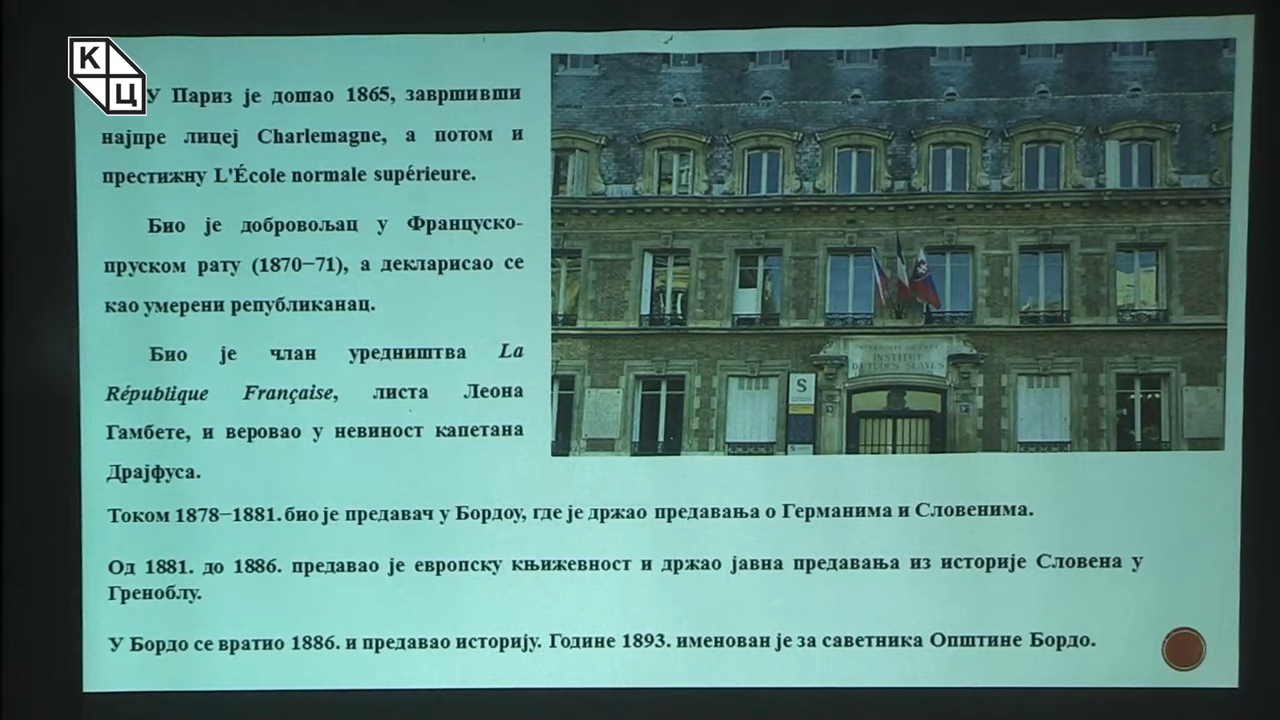 К
Ц
У Париз је дошао 1865, завршивши
најпре лицеј Charlemagne, а потом и
престижну L'École normale supérieure.
Био је добровољац у Француско-
пруском рату (1870–71), а декларисао се
као умерени републиканац.
Био је члан уредништва La
République Française, листа Леона
Гамбете, и веровао у невиност капетана
Драјфуса.
INSTITUT
D'ETUDES SLAVES
S
Током 1878–1881. био је предавач у Бордоу, где је држао предавања о Германима и Словенима.
Од 1881. до 1886. предавао је европску књижевност и држао јавна предавања из историје Словена у
Греноблу.
У Бордо се вратио 1886. и предавао историју. Године 1893. именован је за саветника Општине Бордо.